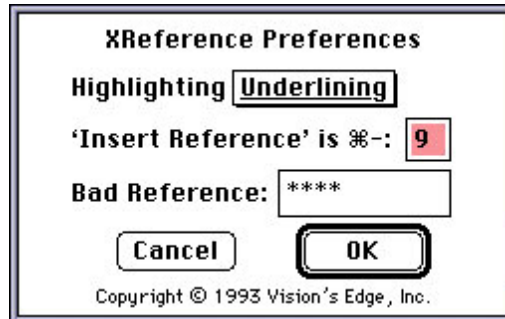 XReference Preferences
Highlighting Underlining
‘Insert Reference’ is ⌘-: 9
Bad Reference: ****
Cancel OK
Copyright © 1993 Vision's Edge, Inc.